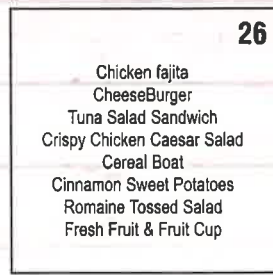 26
Chicken fajita
CheeseBurger
Tuna Salad Sandwich
Crispy Chicken Caesar Salad
Cereal Boat
Cinnamon Sweet Potatoes
Romaine Tossed Salad
Fresh Fruit & Fruit Cup